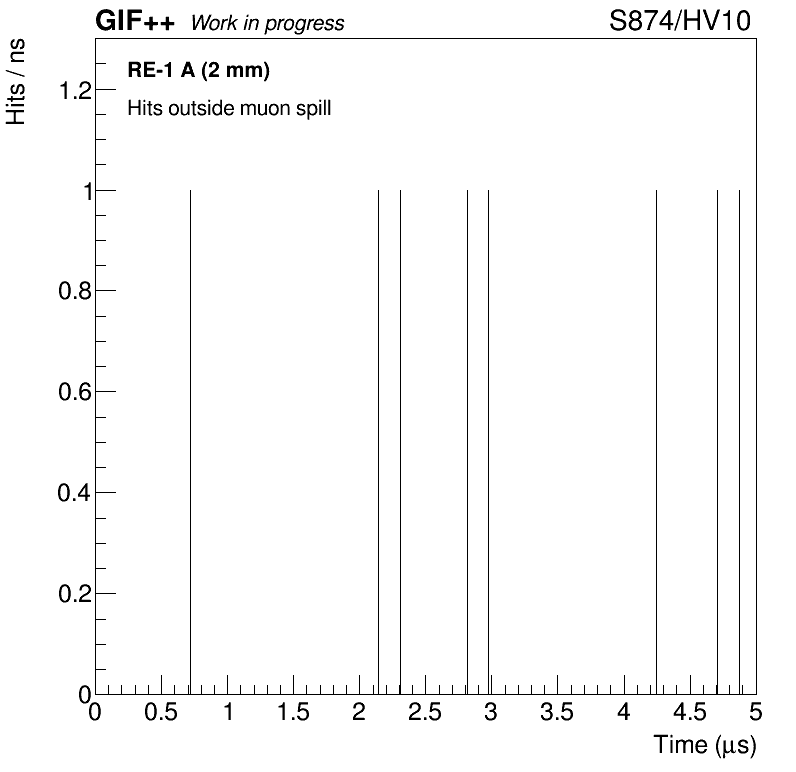 GIF++ Work in progress S874/HV10
Hits / ns
RE-1 A (2 mm)
Hits outside muon spill
1.2
1
0.8
0.6
0.4
0.2
0
0 0.5 1 1.5 2 2.5 3 3.5 4 4.5 5
Time (μs)